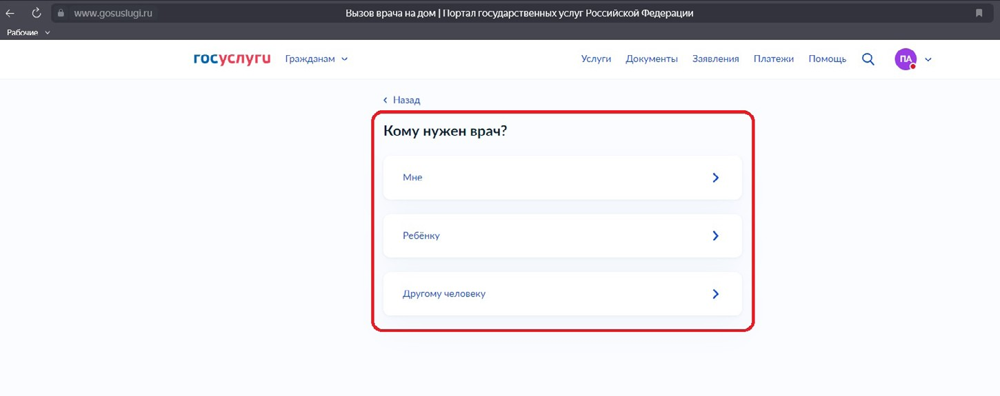 www.gosuslugi.ru
Вызов врача на дом | Портал государственных услуг Российской Федерации
Рабочие
госуслуги Гражданам Услуги Документы Заявления Платежи Помощь ПА
Назад
Кому нужен врач?
Мне
Ребёнку
Другому человеку